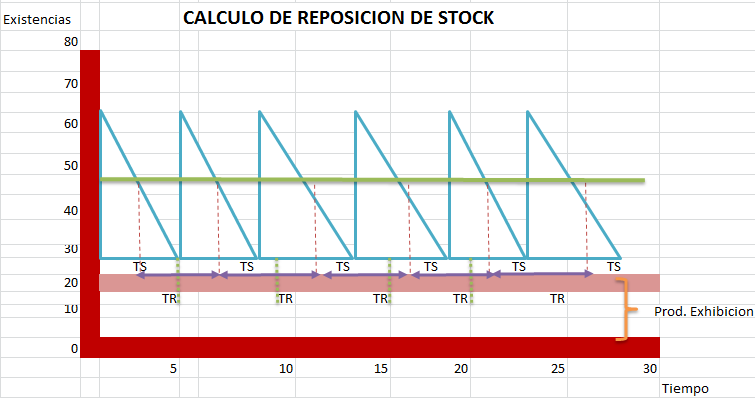 CALCULO DE REPOSICION DE STOCK
Existencias
80
70
60
50
40
30
20
10
0
TS TS TS TS TS TS
TR TR TR TR TR
Prod. Exhibicion
5 10 15 20 25 30
Tiempo